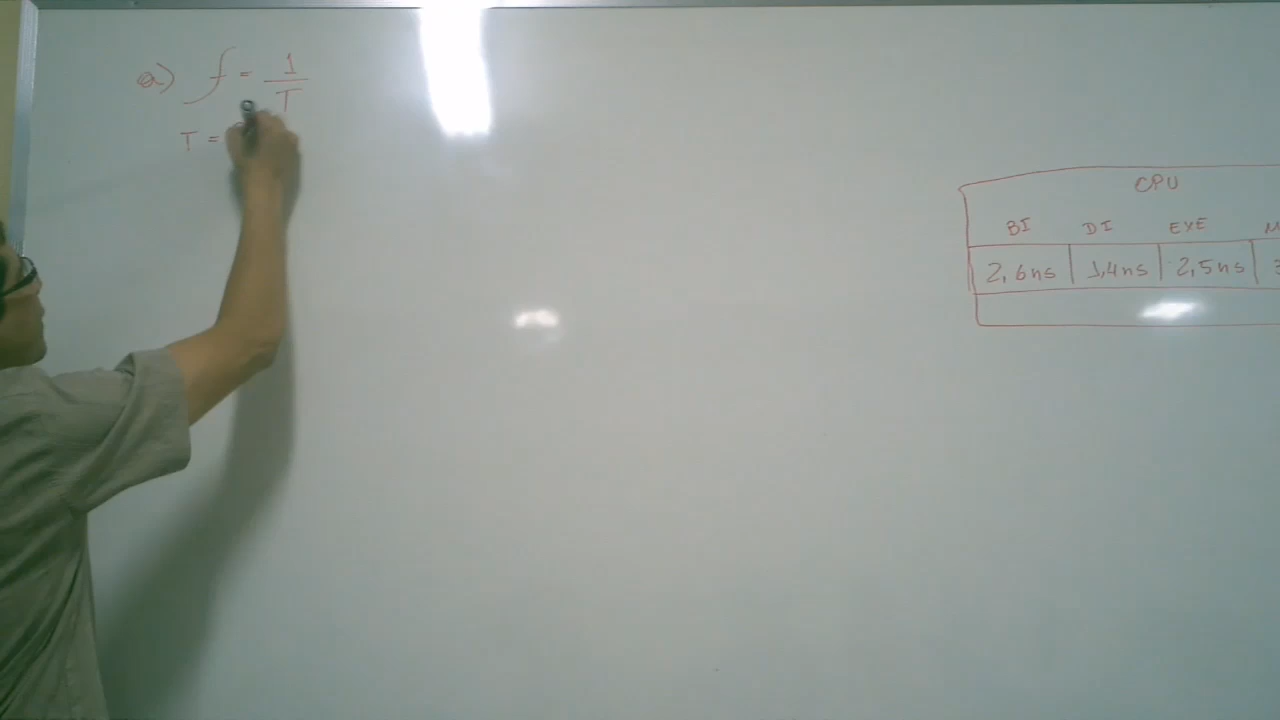 a) f = 1/T
T =
CPU
BI DI EXE
2,6ns 1,4ns 2,5ns